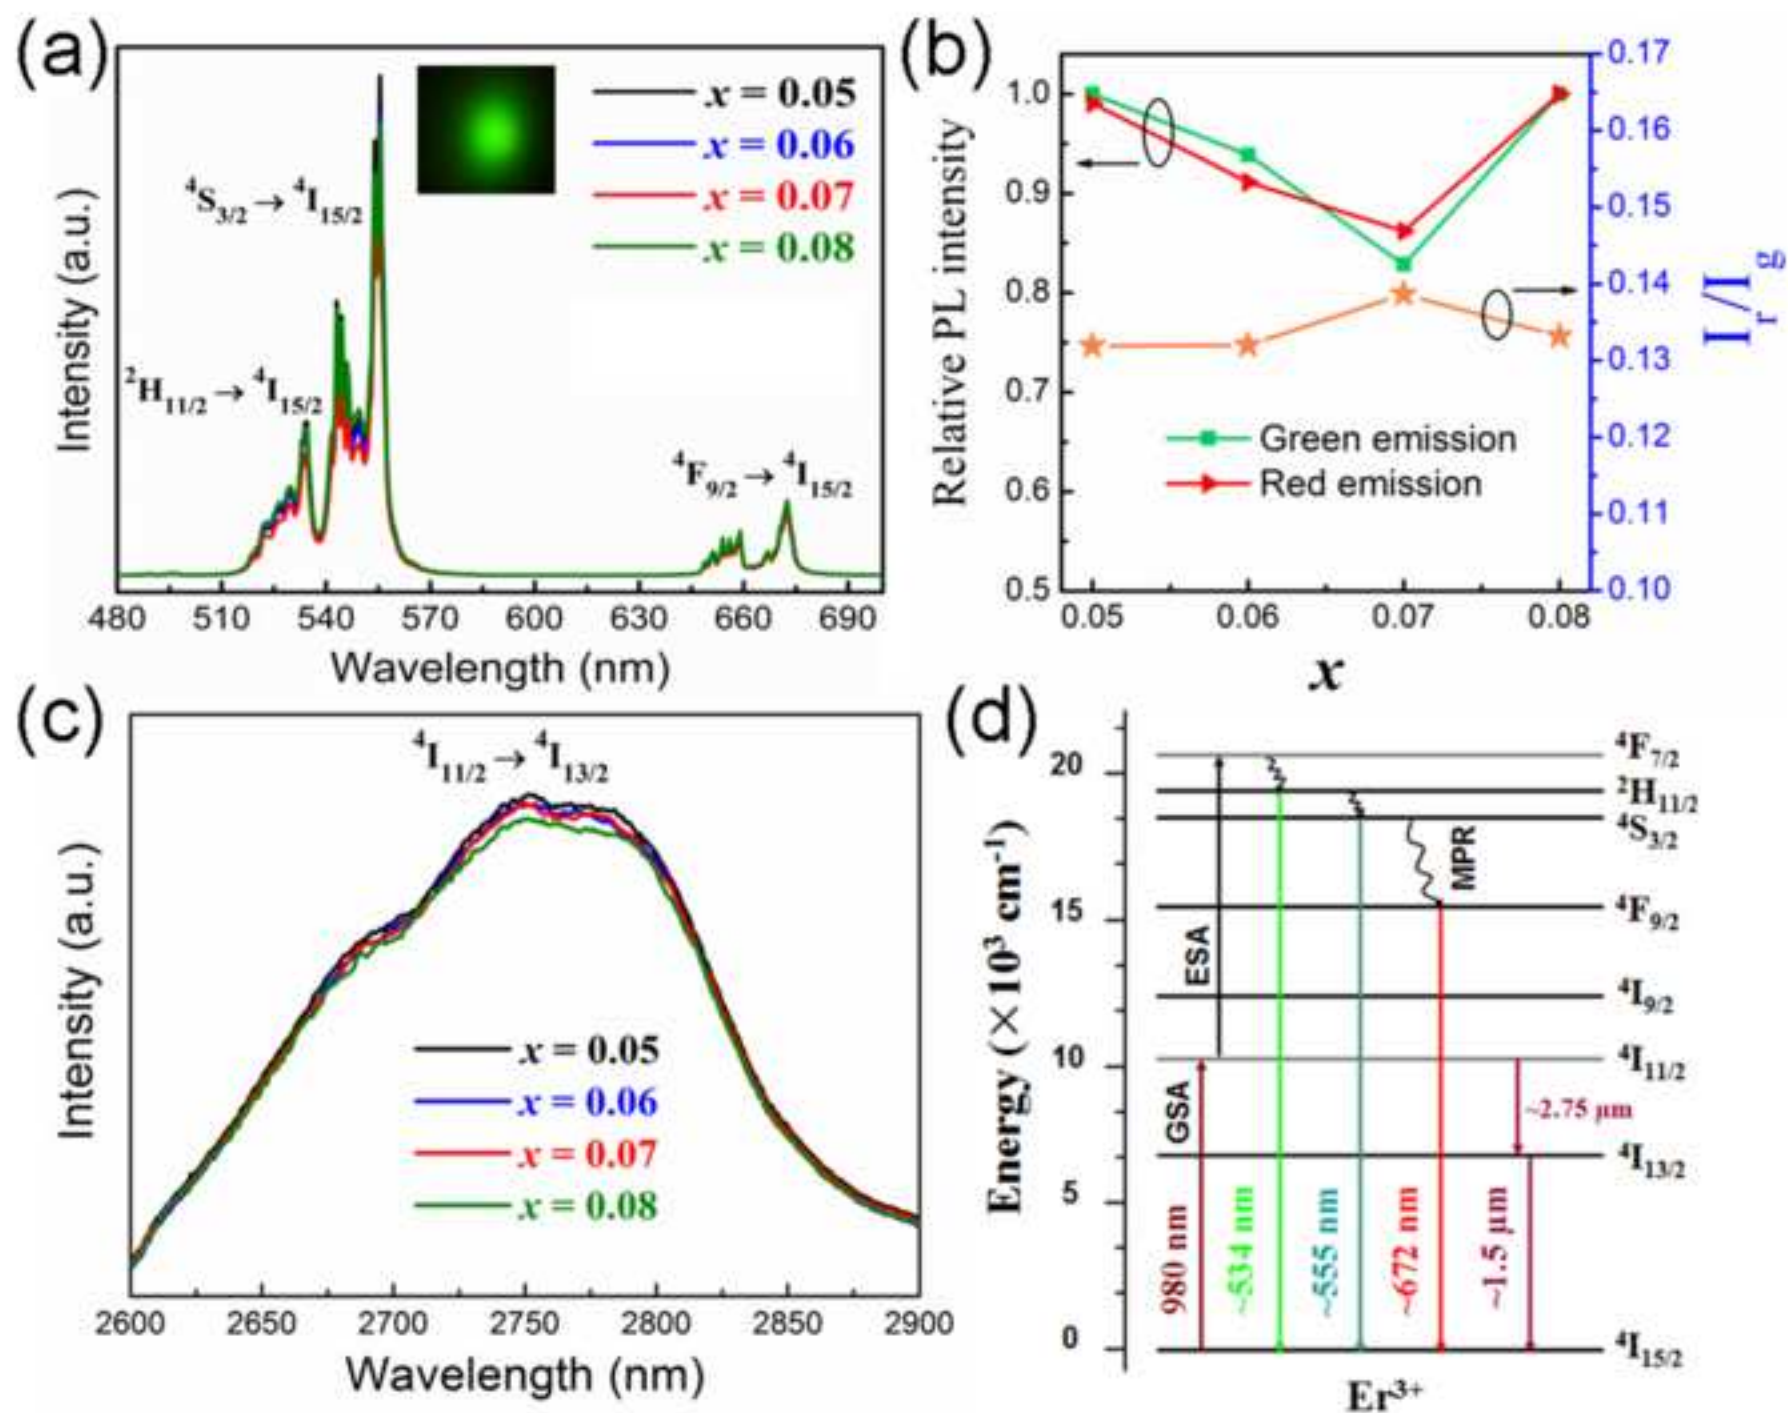 (a)
Intensity (a.u.)
⁴S₃/₂→ ⁴I₁₅/₂
²H₁₁/₂→ ⁴I₁₅/₂
⁴F₉/₂→ ⁴I₁₅/₂
x = 0.05
x = 0.06
x = 0.07
x = 0.08
480 510 540 570 600 630 660 690
Wavelength (nm)
(b)
Relative PL intensity
1.0
0.9
0.8
0.7
0.6
0.5
Green emission
Red emission
0.17
0.16
0.15
0.14
0.13
0.12
0.11
0.10
Iᵣ/I_g
0.05 0.06 0.07 0.08
x
(c)
Intensity (a.u.)
⁴I₁₁/₂→ ⁴I₁₃/₂
x = 0.05
x = 0.06
x = 0.07
x = 0.08
2600 2650 2700 2750 2800 2850 2900
Wavelength (nm)
(d)
Energy (×10³ cm⁻¹)
20
15
10
5
0
⁴F₇/₂
²H₁₁/₂
⁴S₃/₂
⁴F₉/₂
⁴I₉/₂
⁴I₁₁/₂
⁴I₁₃/₂
⁴I₁₅/₂
ESA
MPR
GSA
~2.75 μm
980 nm
~534 nm
~555 nm
~672 nm
~1.5 μm
Er³⁺